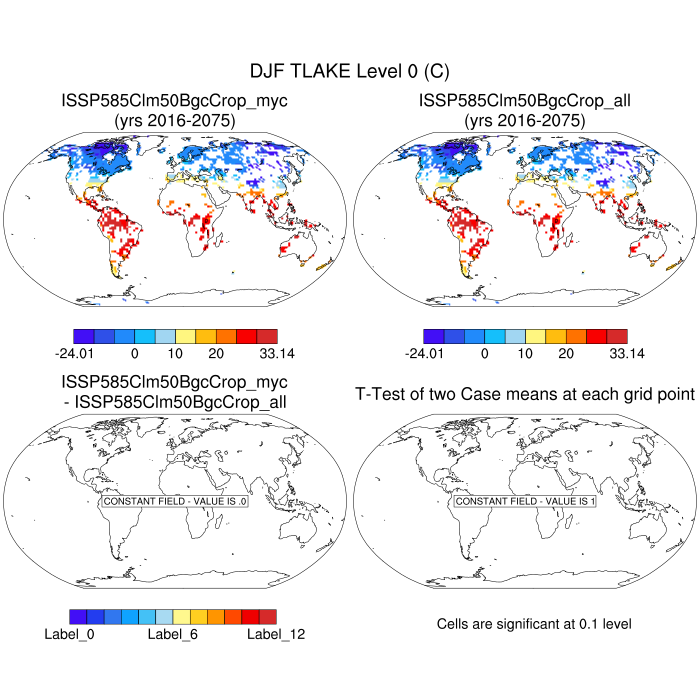 DJF TLAKE Level 0 (C)
ISSP585Clm50BgcCrop_myc
(yrs 2016-2075)
ISSP585Clm50BgcCrop_all
(yrs 2016-2075)
-24.01 0 10 20 33.14
-24.01 0 10 20 33.14
ISSP585Clm50BgcCrop_myc
- ISSP585Clm50BgcCrop_all
T-Test of two Case means at each grid point
CONSTANT FIELD - VALUE IS .0
CONSTANT FIELD - VALUE IS 1
Label_0 Label_6 Label_12
Cells are significant at 0.1 level